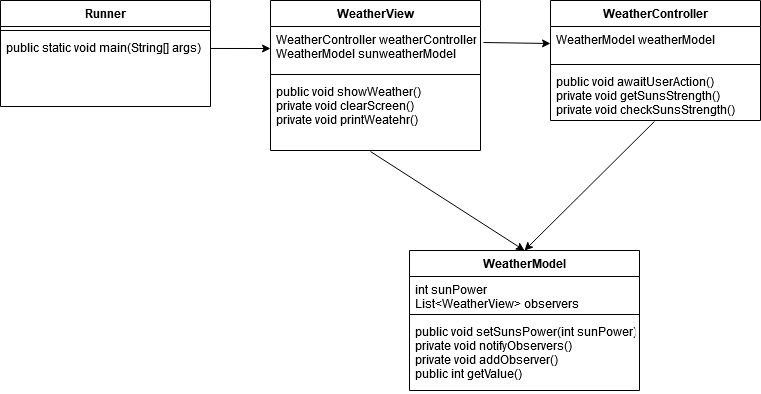 Runner
public static void main(String[] args)
WeatherView
WeatherController weatherController
WeatherModel sunweatherModel
public void showWeather()
private void clearScreen()
private void printWeatehr()
WeatherController
WeatherModel weatherModel
public void awaitUserAction()
private void getSunsStrength()
private void checkSunsStrength()
WeatherModel
int sunPower
List<WeatherView> observers
public void setSunsPower(int sunPower)
private void notifyObservers()
private void addObserver()
public int getValue()